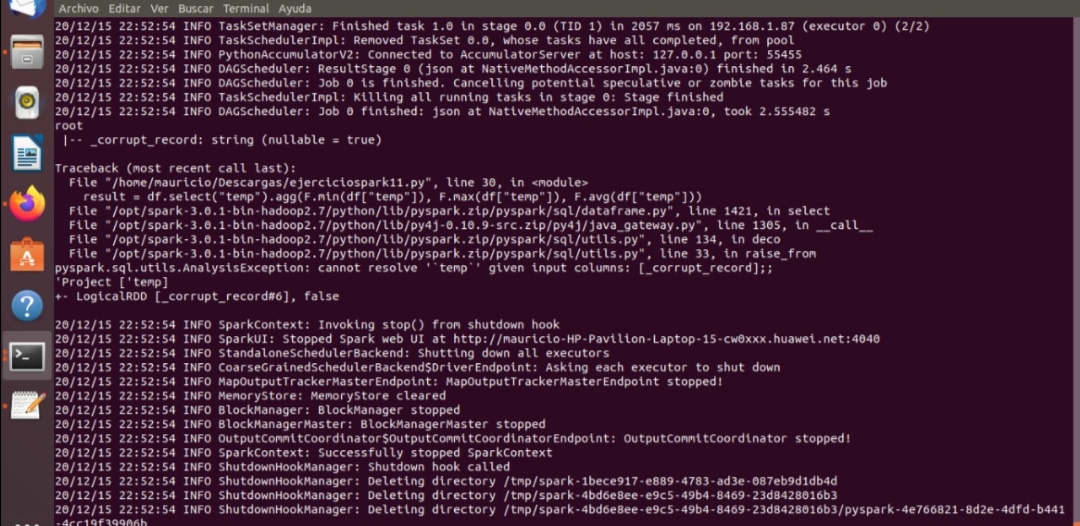 Archivo Editar Ver Buscar Terminal Ayuda
20/12/15 22:52:54 INFO TaskSetManager: Finished task 1.0 in stage 0.0 (TID 1) in 2057 ms on 192.168.1.87 (executor 0) (2/2)
20/12/15 22:52:54 INFO TaskSchedulerImpl: Removed TaskSet 0.0, whose tasks have all completed, from pool
20/12/15 22:52:54 INFO PythonAccumulatorV2: Connected to AccumulatorServer at host: 127.0.0.1 port: 55455
20/12/15 22:52:54 INFO DAGScheduler: ResultStage 0 (json at NativeMethodAccessorImpl.java:0) finished in 2.464 s
20/12/15 22:52:54 INFO DAGScheduler: Job 0 is finished. Cancelling potential speculative or zombie tasks for this job
20/12/15 22:52:54 INFO TaskSchedulerImpl: Killing all running tasks in stage 0: Stage finished
20/12/15 22:52:54 INFO DAGScheduler: Job 0 finished: json at NativeMethodAccessorImpl.java:0, took 2.555482 s
root
 |-- _corrupt_record: string (nullable = true)
Traceback (most recent call last):
  File "/home/mauricio/Descargas/ejerciciospark11.py", line 30, in <module>
    result = df.select("temp").agg(F.min(df["temp"]), F.max(df["temp"]), F.avg(df["temp"]))
  File "/opt/spark-3.0.1-bin-hadoop2.7/python/lib/pyspark.zip/pyspark/sql/dataframe.py", line 1421, in select
  File "/opt/spark-3.0.1-bin-hadoop2.7/python/lib/py4j-0.10.9-src.zip/py4j/java_gateway.py", line 1305, in __call__
  File "/opt/spark-3.0.1-bin-hadoop2.7/python/lib/pyspark.zip/pyspark/sql/utils.py", line 134, in deco
  File "/opt/spark-3.0.1-bin-hadoop2.7/python/lib/pyspark.zip/pyspark/sql/utils.py", line 33, in raise_from
pyspark.sql.utils.AnalysisException: cannot resolve '`temp`' given input columns: [_corrupt_record];;
'Project ['temp]
+- LogicalRDD [_corrupt_record#6], false
20/12/15 22:52:54 INFO SparkContext: Invoking stop() from shutdown hook
20/12/15 22:52:54 INFO SparkUI: Stopped Spark web UI at http://mauricio-HP-Pavilion-Laptop-15-cw0xxx.huawei.net:4040
20/12/15 22:52:54 INFO StandaloneSchedulerBackend: Shutting down all executors
20/12/15 22:52:54 INFO CoarseGrainedSchedulerBackend$DriverEndpoint: Asking each executor to shut down
20/12/15 22:52:54 INFO MapOutputTrackerMasterEndpoint: MapOutputTrackerMasterEndpoint stopped!
20/12/15 22:52:54 INFO MemoryStore: MemoryStore cleared
20/12/15 22:52:54 INFO BlockManager: BlockManager stopped
20/12/15 22:52:54 INFO BlockManagerMaster: BlockManagerMaster stopped
20/12/15 22:52:54 INFO OutputCommitCoordinator$OutputCommitCoordinatorEndpoint: OutputCommitCoordinator stopped!
20/12/15 22:52:54 INFO SparkContext: Successfully stopped SparkContext
20/12/15 22:52:54 INFO ShutdownHookManager: Shutdown hook called
20/12/15 22:52:54 INFO ShutdownHookManager: Deleting directory /tmp/spark-1bece917-e889-4783-ad3e-087eb9d1db4d
20/12/15 22:52:54 INFO ShutdownHookManager: Deleting directory /tmp/spark-4bd6e8ee-e9c5-49b4-8469-23d8428016b3
20/12/15 22:52:54 INFO ShutdownHookManager: Deleting directory /tmp/spark-4bd6e8ee-e9c5-49b4-8469-23d8428016b3/pyspark-4e766821-8d2e-4dfd-b441
-4cc19f39906b